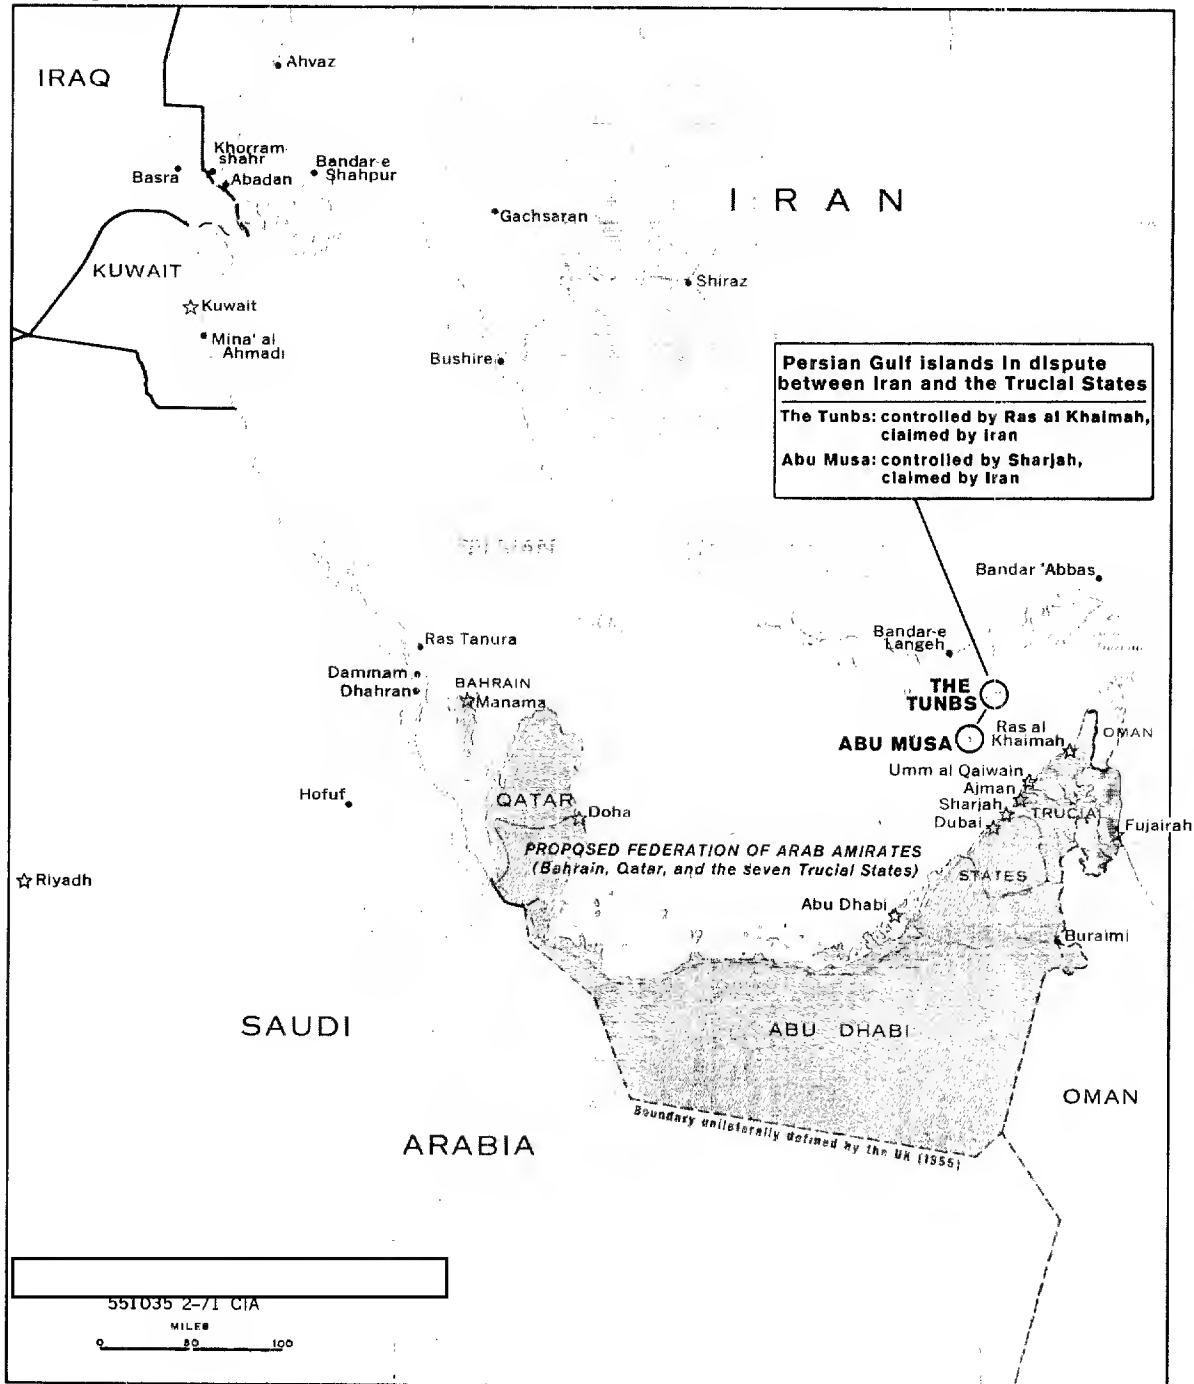 IRAQ
Ahvaz
Khorram-
shahr
Basra
Abadan
Bandar-e
Shahpur
IRAN
Gachsaran
KUWAIT
Kuwait
Mina' al
Ahmadi
Shiraz
Bushire
Persian Gulf islands in dispute
between Iran and the Trucial States
The Tunbs: controlled by Ras al Khaimah,
claimed by Iran
Abu Musa: controlled by Sharjah,
claimed by Iran
Bandar 'Abbas
Ras Tanura
Bandar-e
Langeh
Dammam
Dhahran
BAHRAIN
Manama
THE
TUNBS
ABU MUSA
Ras al
Khaimah
OMAN
Umm al Qaiwain
Ajman
Sharjah
Dubai
TRUCIAL
STATES
Fujairah
Hofuf
QATAR
Doha
PROPOSED FEDERATION OF ARAB AMIRATES
(Bahrain, Qatar, and the seven Trucial States)
Riyadh
Abu Dhabi
Buraimi
SAUDI
ARABIA
ABU DHABI
OMAN
Boundary unilaterally defined by the UK (1955)
551035 2-71 CIA
MILES
0 50 100